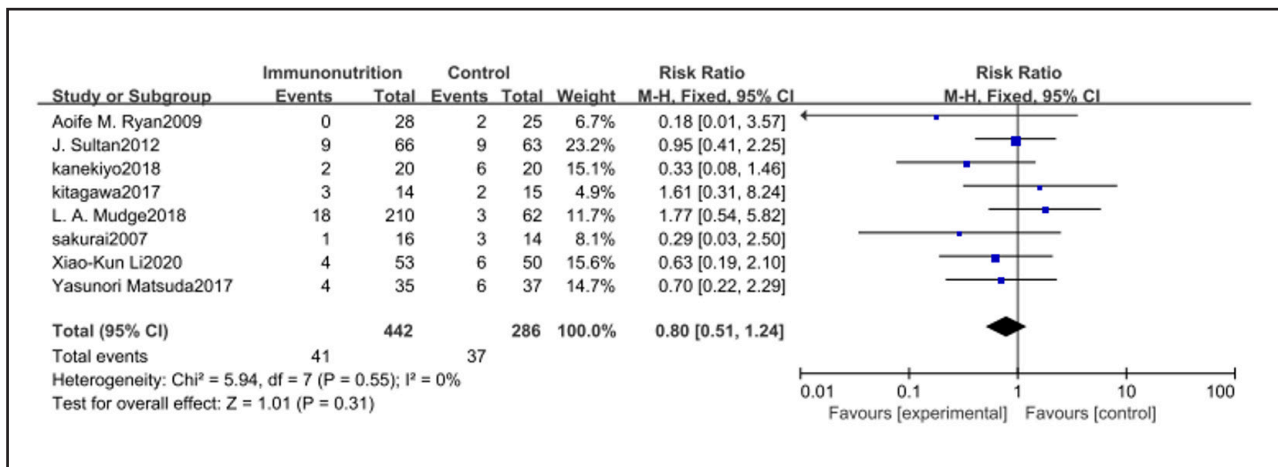 Immunonutrition Control Risk Ratio Risk Ratio
Study or Subgroup Events Total Events Total Weight M-H, Fixed, 95% CI M-H, Fixed, 95% CI
Aoife M. Ryan2009 0 28 2 25 6.7% 0.18 [0.01, 3.57]
J. Sultan2012 9 66 9 63 23.2% 0.95 [0.41, 2.25]
kanekiyo2018 2 20 6 20 15.1% 0.33 [0.08, 1.46]
kitagawa2017 3 14 2 15 4.9% 1.61 [0.31, 8.24]
L. A. Mudge2018 18 210 3 62 11.7% 1.77 [0.54, 5.82]
sakurai2007 1 16 3 14 8.1% 0.29 [0.03, 2.50]
Xiao-Kun Li2020 4 53 6 50 15.6% 0.63 [0.19, 2.10]
Yasunori Matsuda2017 4 35 6 37 14.7% 0.70 [0.22, 2.29]
Total (95% CI) 442 286 100.0% 0.80 [0.51, 1.24]
Total events 41 37
Heterogeneity: Chi² = 5.94, df = 7 (P = 0.55); I² = 0%
Test for overall effect: Z = 1.01 (P = 0.31)
0.01 0.1 1 10 100
Favours [experimental] Favours [control]